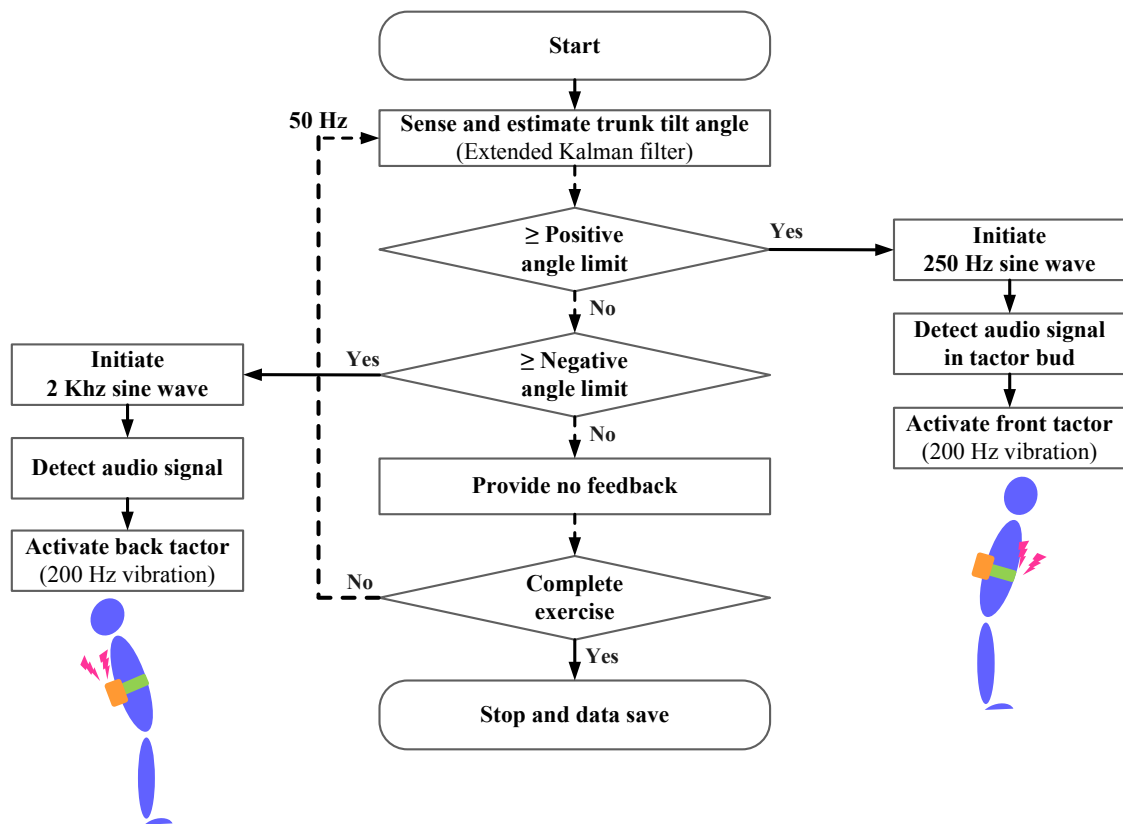 Start
50 Hz
Sense and estimate trunk tilt angle
(Extended Kalman filter)
≥ Positive
angle limit
Yes
Initiate
250 Hz sine wave
No
Detect audio signal
in tactor bud
Activate front tactor
(200 Hz vibration)
≥ Negative
angle limit
Yes
Initiate
2 Khz sine wave
No
Detect audio signal
Activate back tactor
(200 Hz vibration)
Provide no feedback
Complete
exercise
No
Yes
Stop and data save